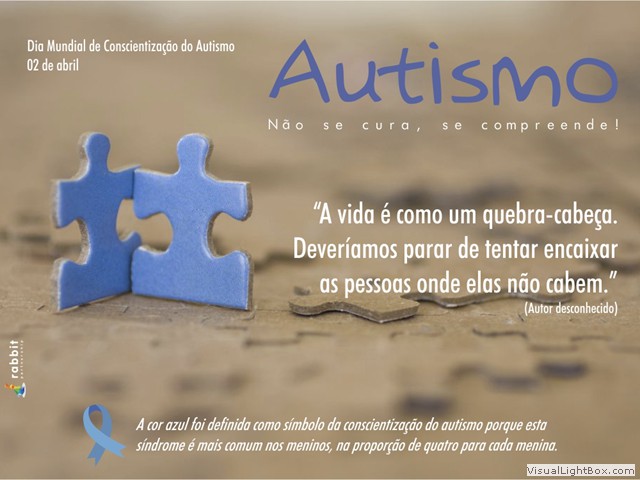 Dia Mundial de Conscientização do Autismo
02 de abril
Autismo
Não se cura, se compreende!
“A vida é como um quebra-cabeça.
Deveríamos parar de tentar encaixar
as pessoas onde elas não cabem.”
(Autor desconhecido)
rabbit
A cor azul foi definida como símbolo da conscientização do autismo porque esta
síndrome é mais comum nos meninos, na proporção de quatro para cada menina.
VisualLightBox.com